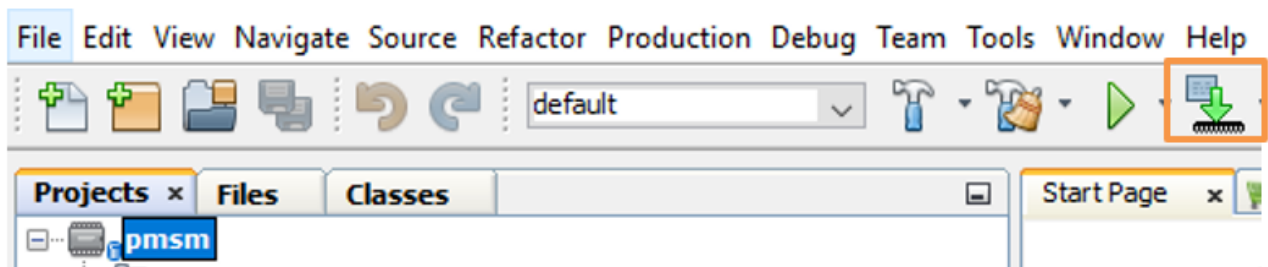 File Edit View Navigate Source Refactor Production Debug Team Tools Window Help
default
Projects × Files Classes Start Page ×
pmsm